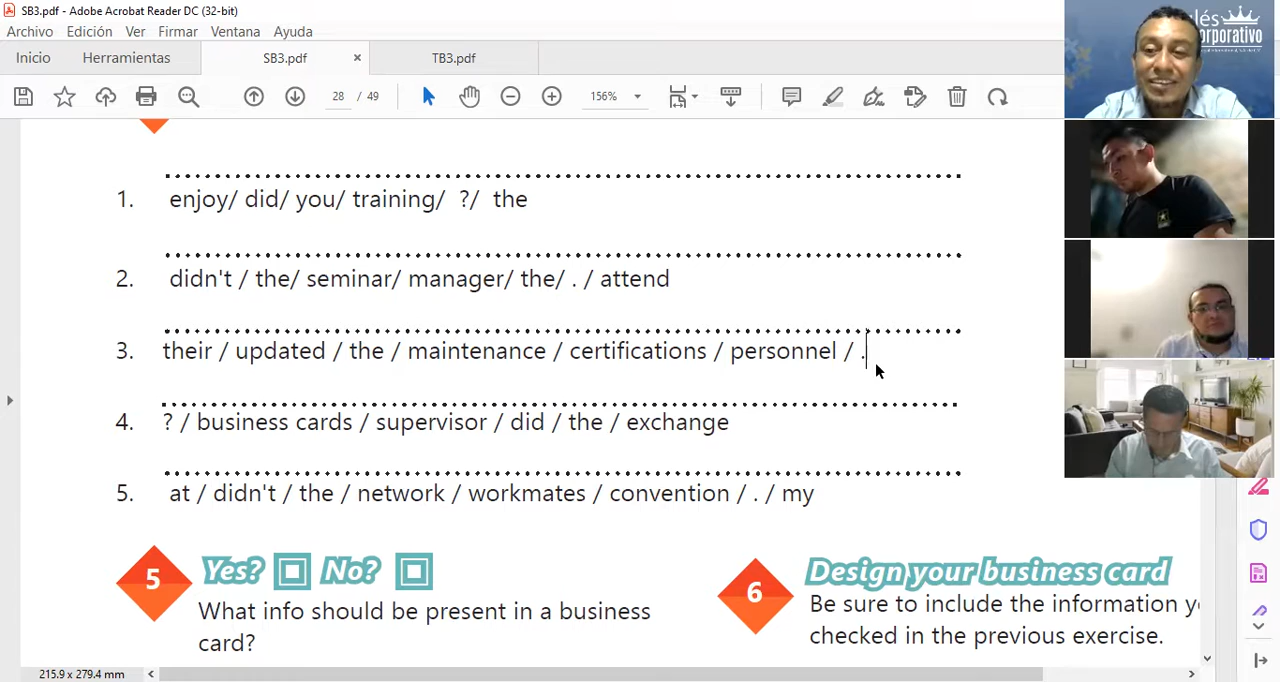 SB3.pdf - Adobe Acrobat Reader DC (32-bit)
Archivo Edición Ver Firmar Ventana Ayuda
Inicio Herramientas SB3.pdf × TB3.pdf
28 / 49 156%
1. enjoy/ did/ you/ training/ ?/ the
2. didn't / the/ seminar/ manager/ the/ . / attend
3. their / updated / the / maintenance / certifications / personnel / .
4. ? / business cards / supervisor / did / the / exchange
5. at / didn't / the / network / workmates / convention / . / my
5 Yes? No?
What info should be present in a business
card?
6 Design your business card
Be sure to include the information y
checked in the previous exercise.
215.9 x 279.4 mm